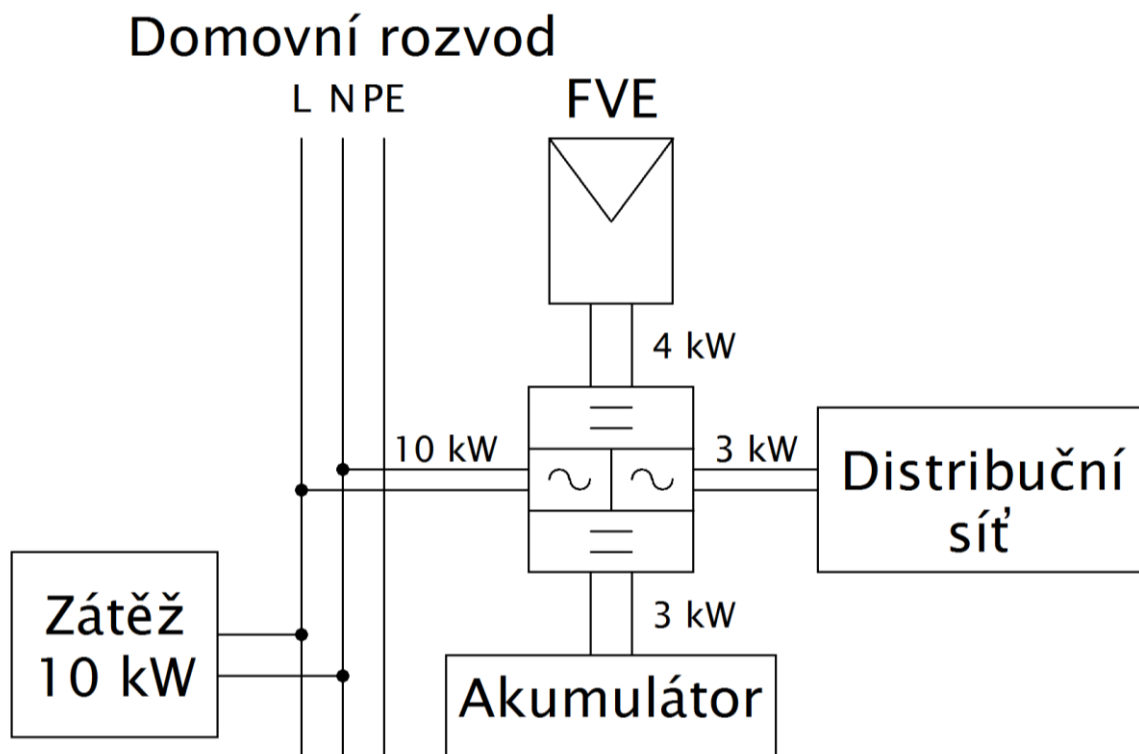 Domovní rozvod
L N PE
FVE
4 kW
10 kW
3 kW
Distribuční
síť
Zátěž
10 kW
3 kW
Akumulátor